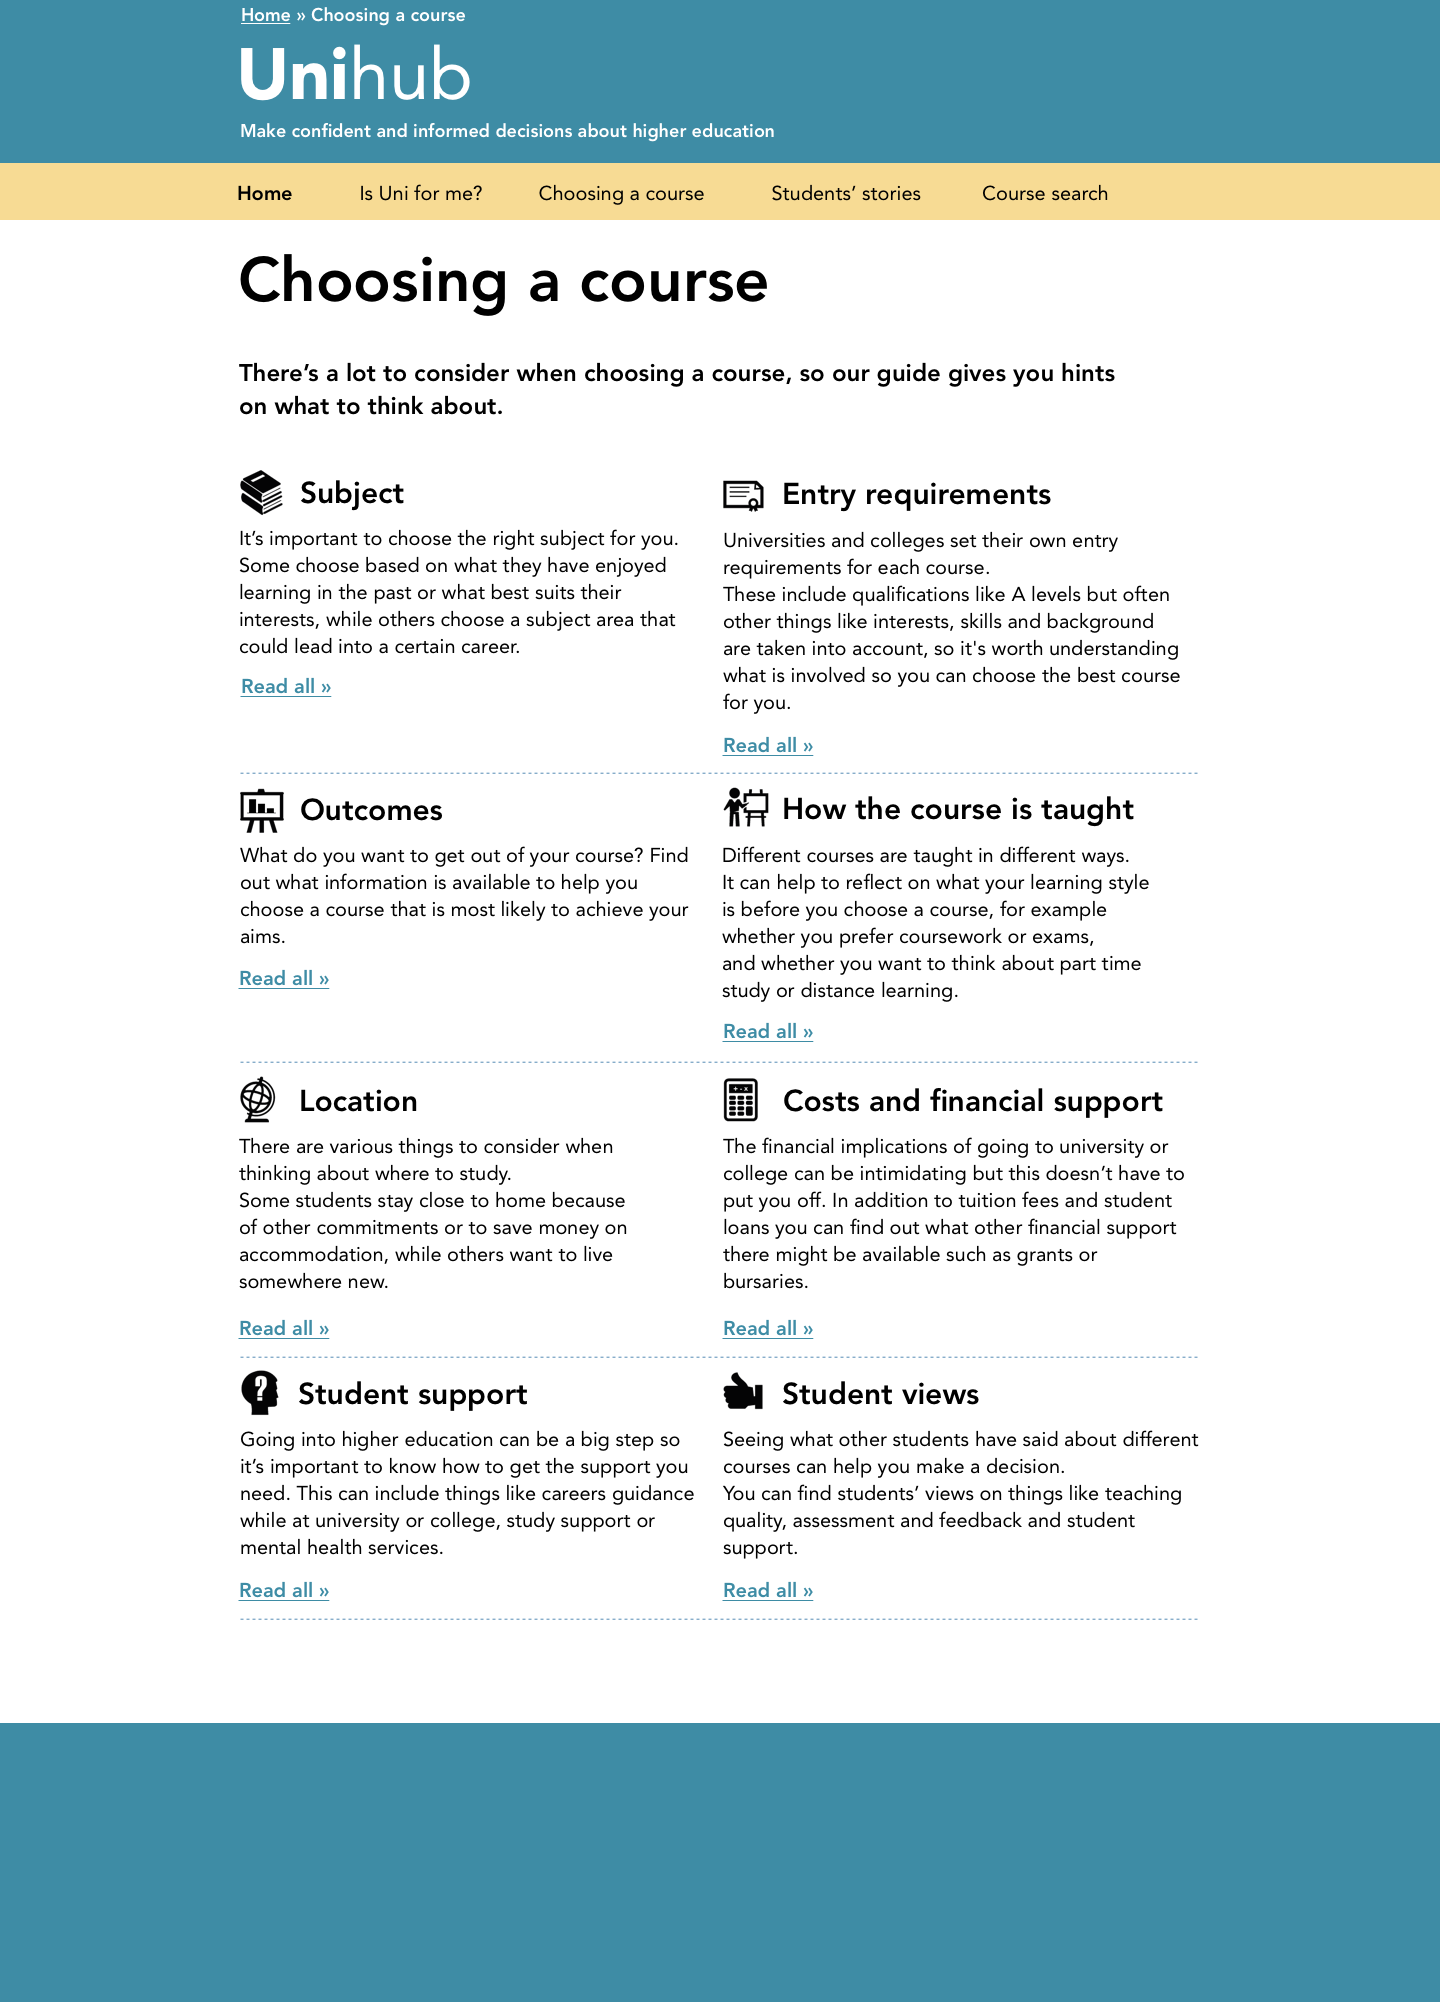 Home » Choosing a course
Unihub
Make confident and informed decisions about higher education
Home Is Uni for me? Choosing a course Students’ stories Course search
Choosing a course
There’s a lot to consider when choosing a course, so our guide gives you hints
on what to think about.
Subject
It’s important to choose the right subject for you.
Some choose based on what they have enjoyed
learning in the past or what best suits their
interests, while others choose a subject area that
could lead into a certain career.
Read all »
Entry requirements
Universities and colleges set their own entry
requirements for each course.
These include qualifications like A levels but often
other things like interests, skills and background
are taken into account, so it's worth understanding
what is involved so you can choose the best course
for you.
Read all »
Outcomes
What do you want to get out of your course? Find
out what information is available to help you
choose a course that is most likely to achieve your
aims.
Read all »
How the course is taught
Different courses are taught in different ways.
It can help to reflect on what your learning style
is before you choose a course, for example
whether you prefer coursework or exams,
and whether you want to think about part time
study or distance learning.
Read all »
Location
There are various things to consider when
thinking about where to study.
Some students stay close to home because
of other commitments or to save money on
accommodation, while others want to live
somewhere new.
Read all »
Costs and financial support
The financial implications of going to university or
college can be intimidating but this doesn’t have to
put you off. In addition to tuition fees and student
loans you can find out what other financial support
there might be available such as grants or
bursaries.
Read all »
Student support
Going into higher education can be a big step so
it’s important to know how to get the support you
need. This can include things like careers guidance
while at university or college, study support or
mental health services.
Read all »
Student views
Seeing what other students have said about different
courses can help you make a decision.
You can find students’ views on things like teaching
quality, assessment and feedback and student
support.
Read all »